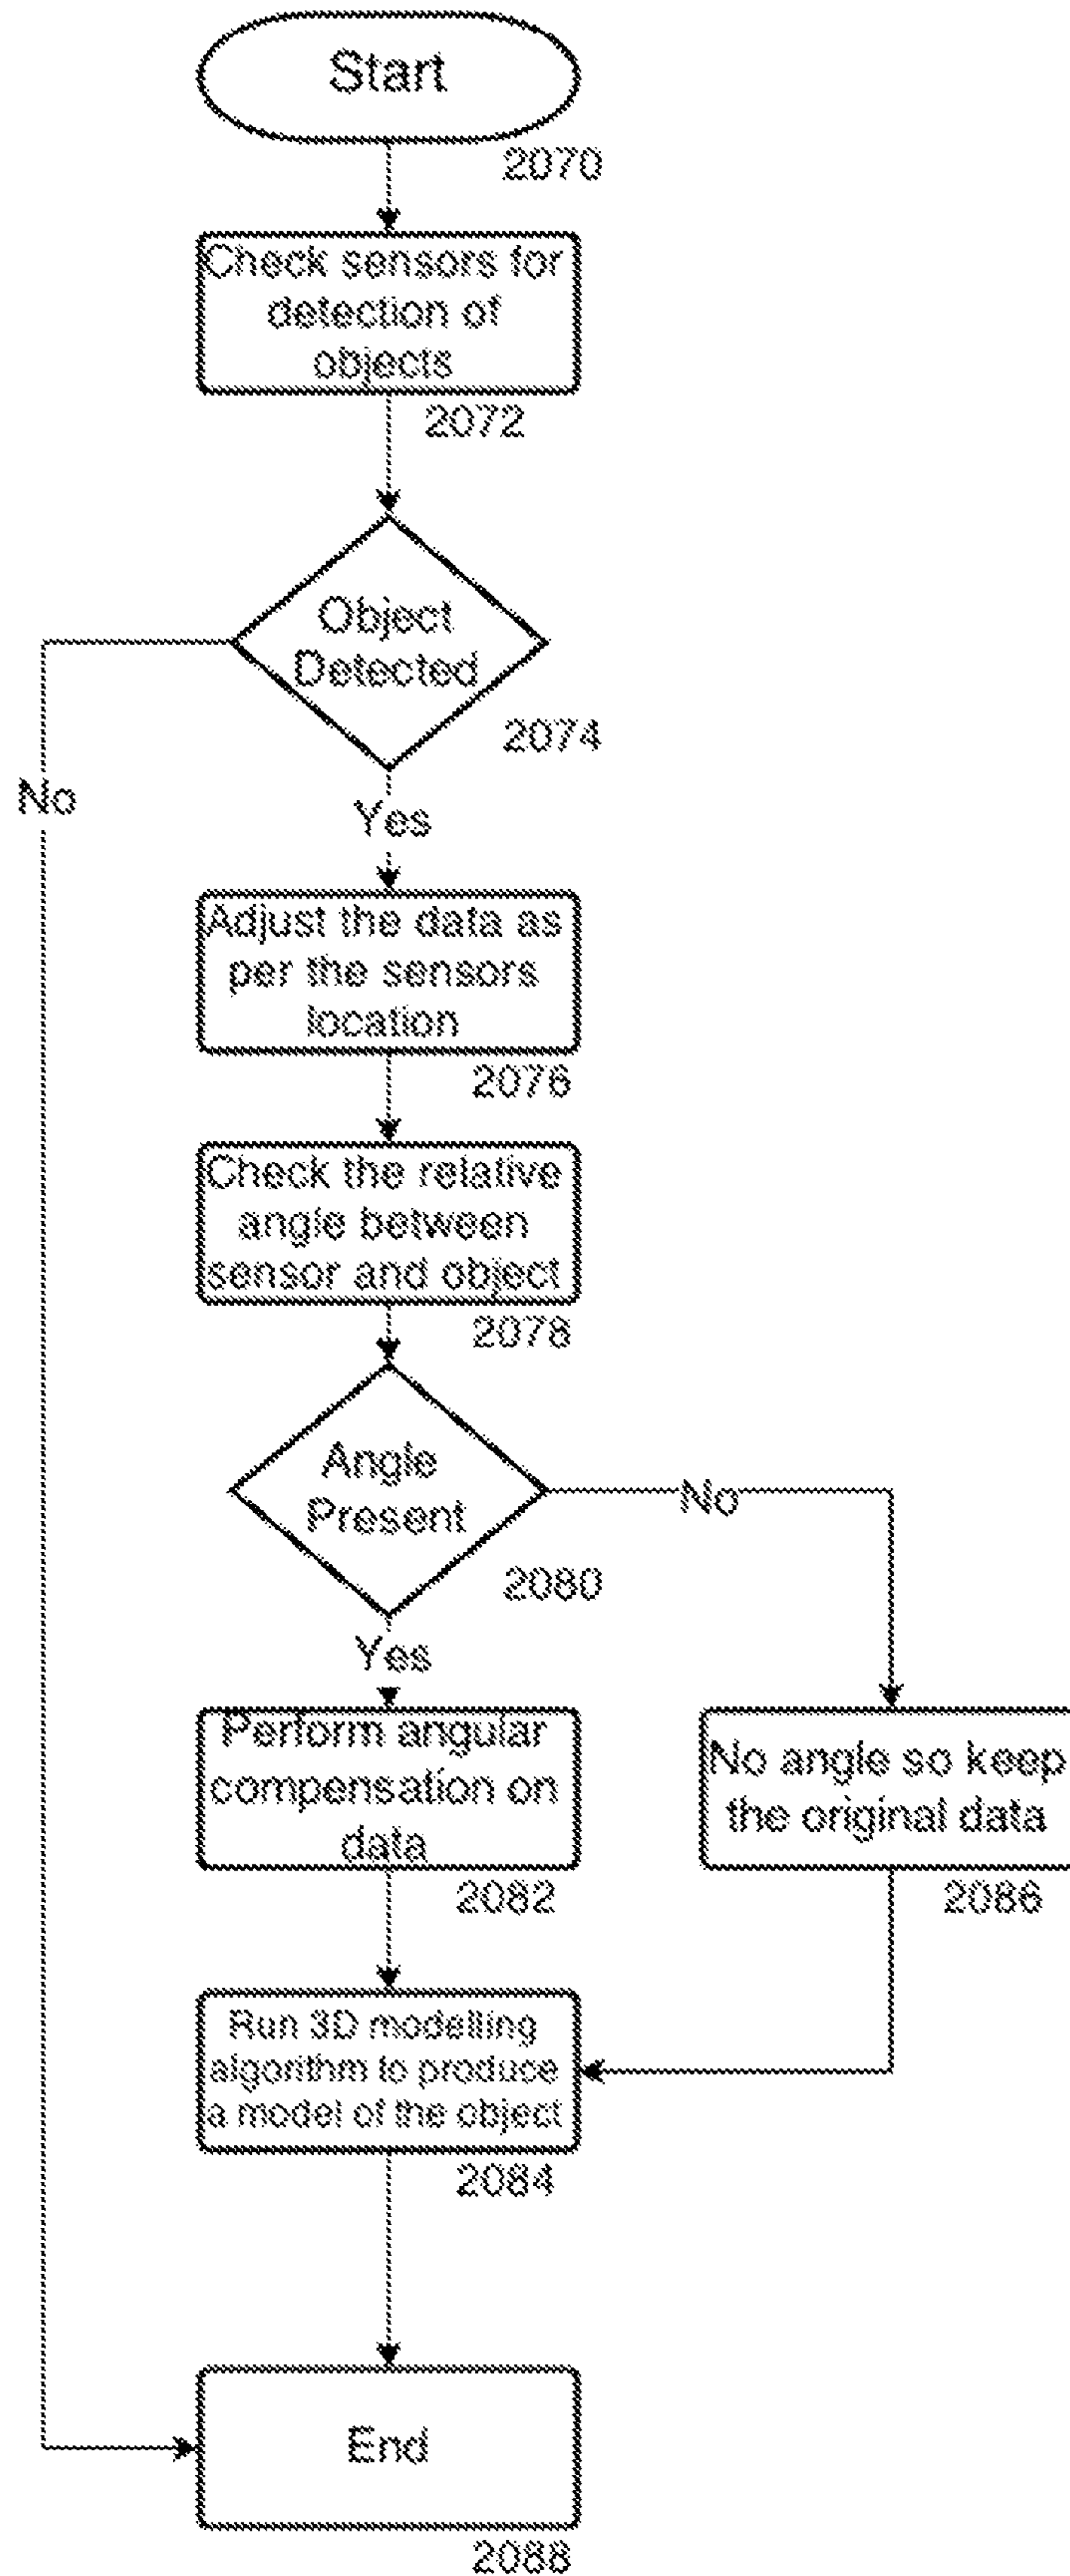 Start
2070
Check sensors for
detection of
objects
2072
Object
Detected
2074
No
Yes
Adjust the data as
per the sensors
location
2076
Check the relative
angle between
sensor and object
2078
Angle
Present
No
2080
Yes
Perform angular
compensation on
data
2082
No angle so keep
the original data
2086
Run 3D modelling
algorithm to produce
a model of the object
2084
End
2088